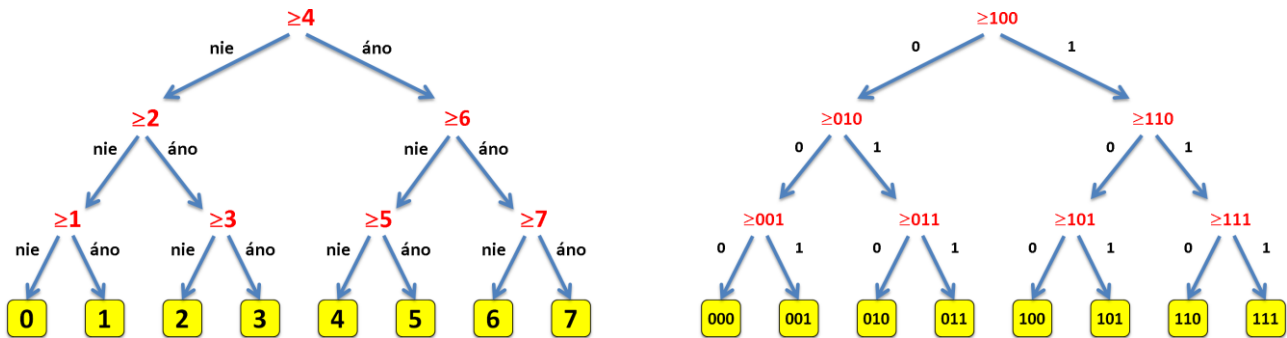 ≥4
nie áno
≥2 ≥6
nie áno nie áno
≥1 ≥3 ≥5 ≥7
nie áno nie áno nie áno nie áno
0 1 2 3 4 5 6 7
≥100
0 1
≥010 ≥110
0 1 0 1
≥001 ≥011 ≥101 ≥111
0 1 0 1 0 1 0 1
000 001 010 011 100 101 110 111